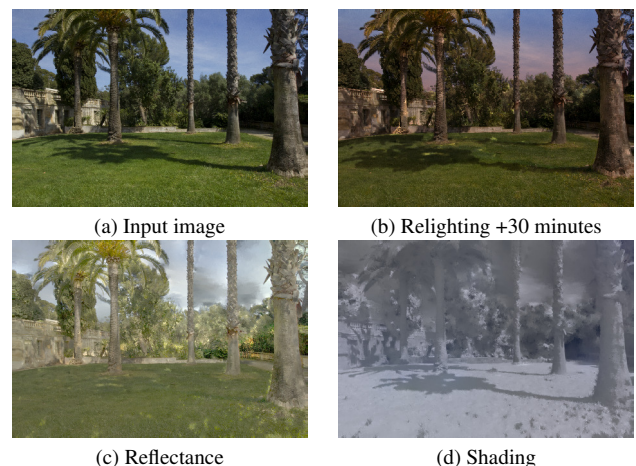 (a) Input image
(b) Relighting +30 minutes
(c) Reflectance
(d) Shading